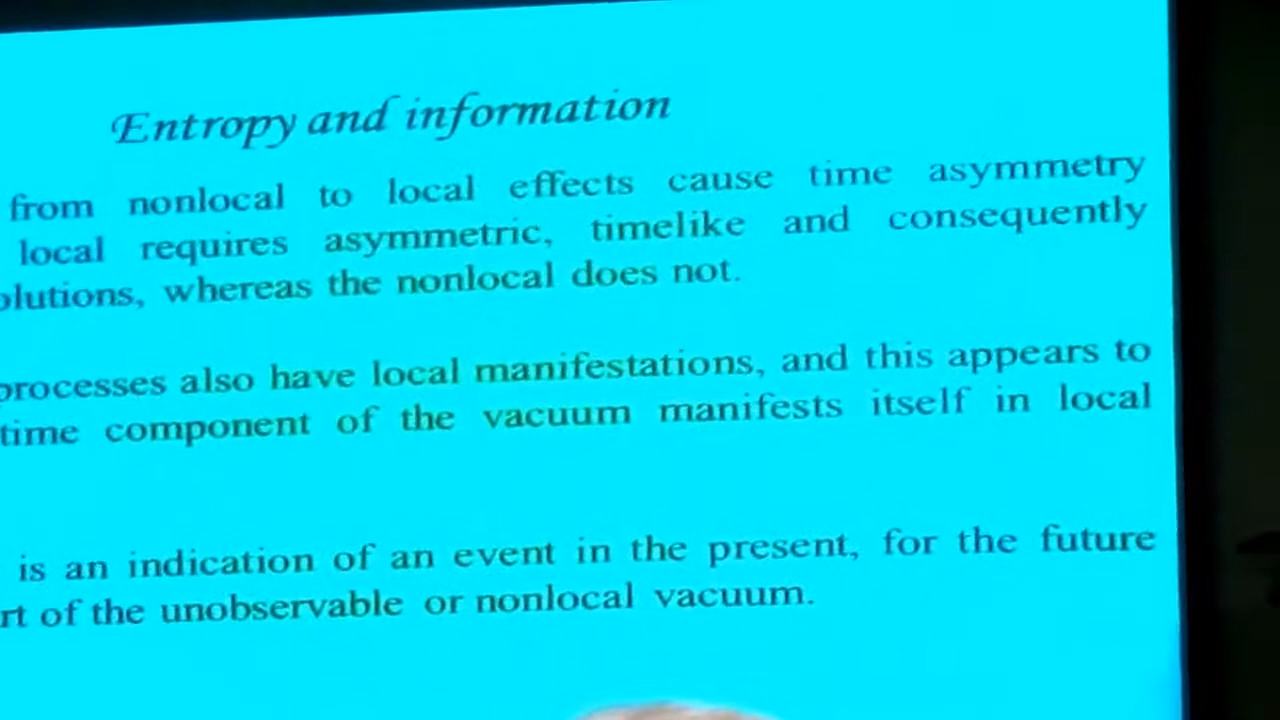 Entropy and information
from nonlocal to local effects cause time asymmetry
local requires asymmetric, timelike and consequently
olutions, whereas the nonlocal does not.
processes also have local manifestations, and this appears to
time component of the vacuum manifests itself in local
is an indication of an event in the present, for the future
rt of the unobservable or nonlocal vacuum.